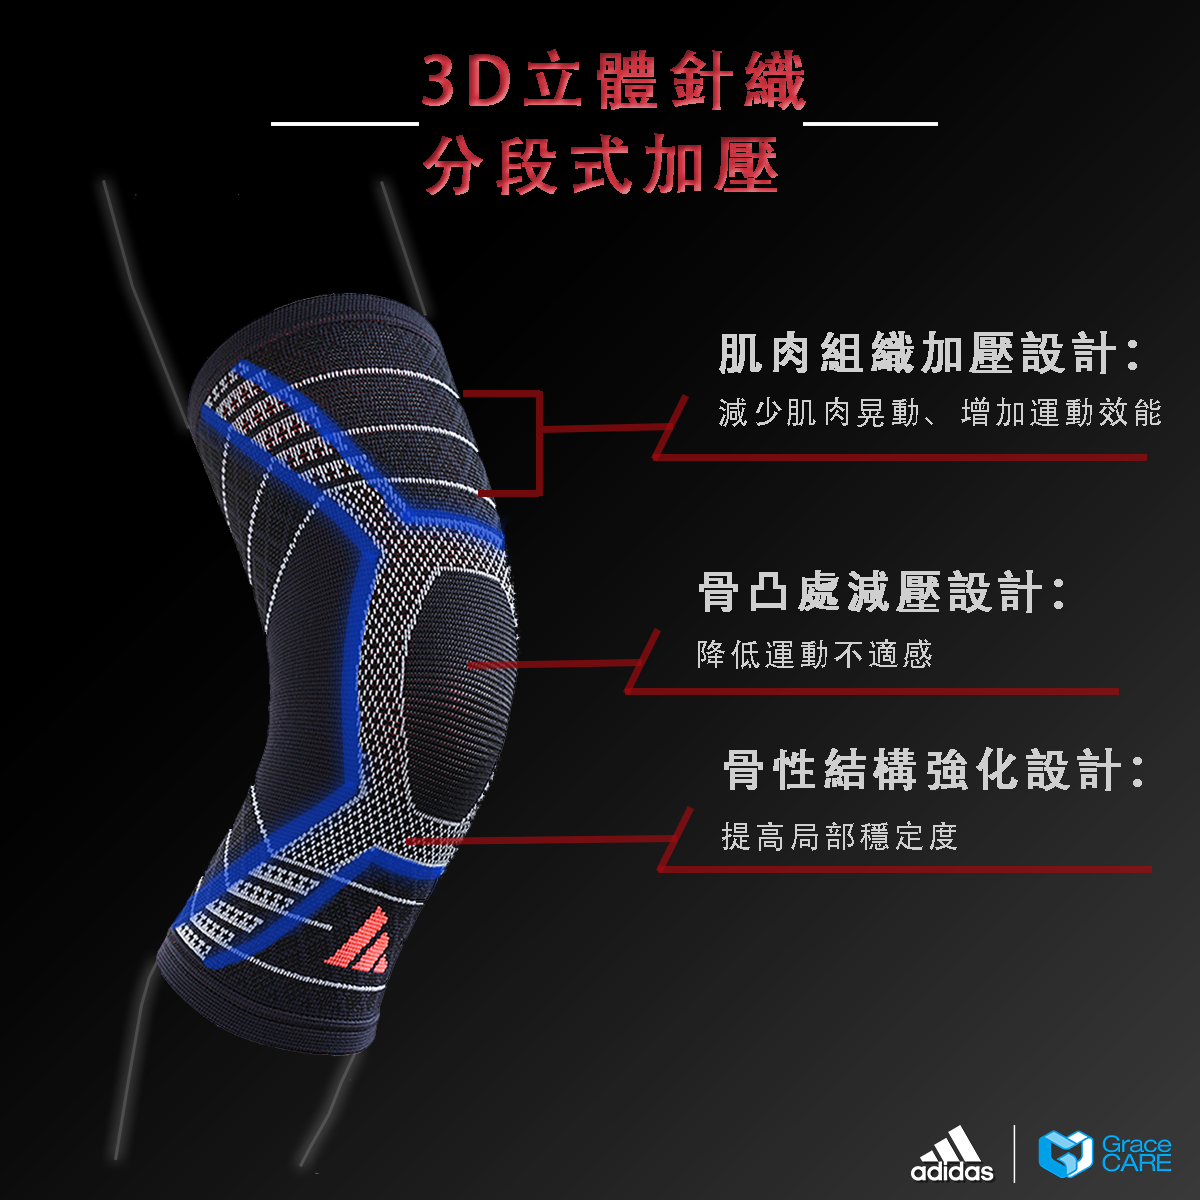 3D立體針織
分段式加壓
肌肉組織加壓設計：
減少肌肉晃動、增加運動效能
骨凸處減壓設計：
降低運動不適感
骨性結構強化設計：
提高局部穩定度
adidas
Grace
CARE